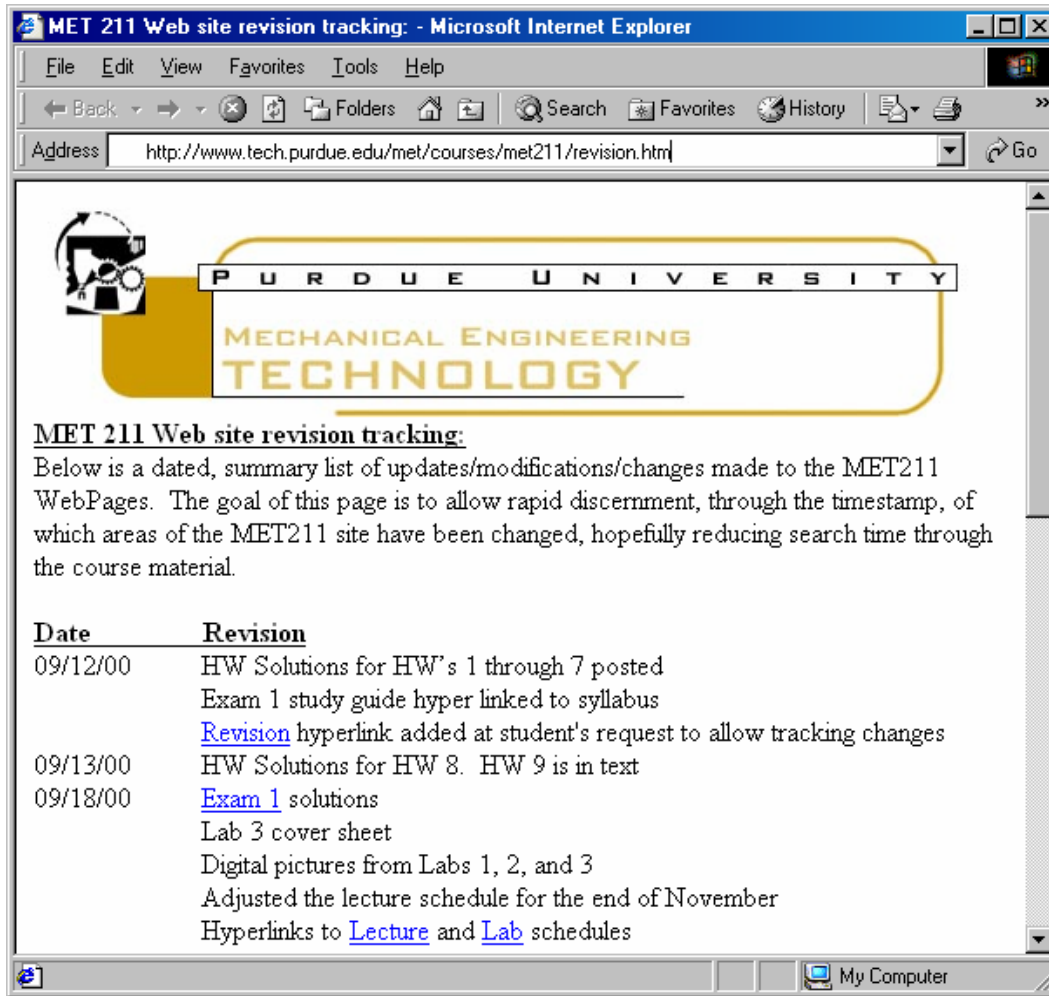 MET 211 Web site revision tracking: - Microsoft Internet Explorer
File Edit View Favorites Tools Help
Back Folders Search Favorites History »
Address http://www.tech.purdue.edu/met/courses/met211/revision.htm Go
PURDUE UNIVERSITY
MECHANICAL ENGINEERING
TECHNOLOGY
MET 211 Web site revision tracking:
Below is a dated, summary list of updates/modifications/changes made to the MET211
WebPages. The goal of this page is to allow rapid discernment, through the timestamp, of
which areas of the MET211 site have been changed, hopefully reducing search time through
the course material.
Date Revision
09/12/00 HW Solutions for HW's 1 through 7 posted
Exam 1 study guide hyper linked to syllabus
Revision hyperlink added at student's request to allow tracking changes
09/13/00 HW Solutions for HW 8. HW 9 is in text
09/18/00 Exam 1 solutions
Lab 3 cover sheet
Digital pictures from Labs 1, 2, and 3
Adjusted the lecture schedule for the end of November
Hyperlinks to Lecture and Lab schedules
My Computer